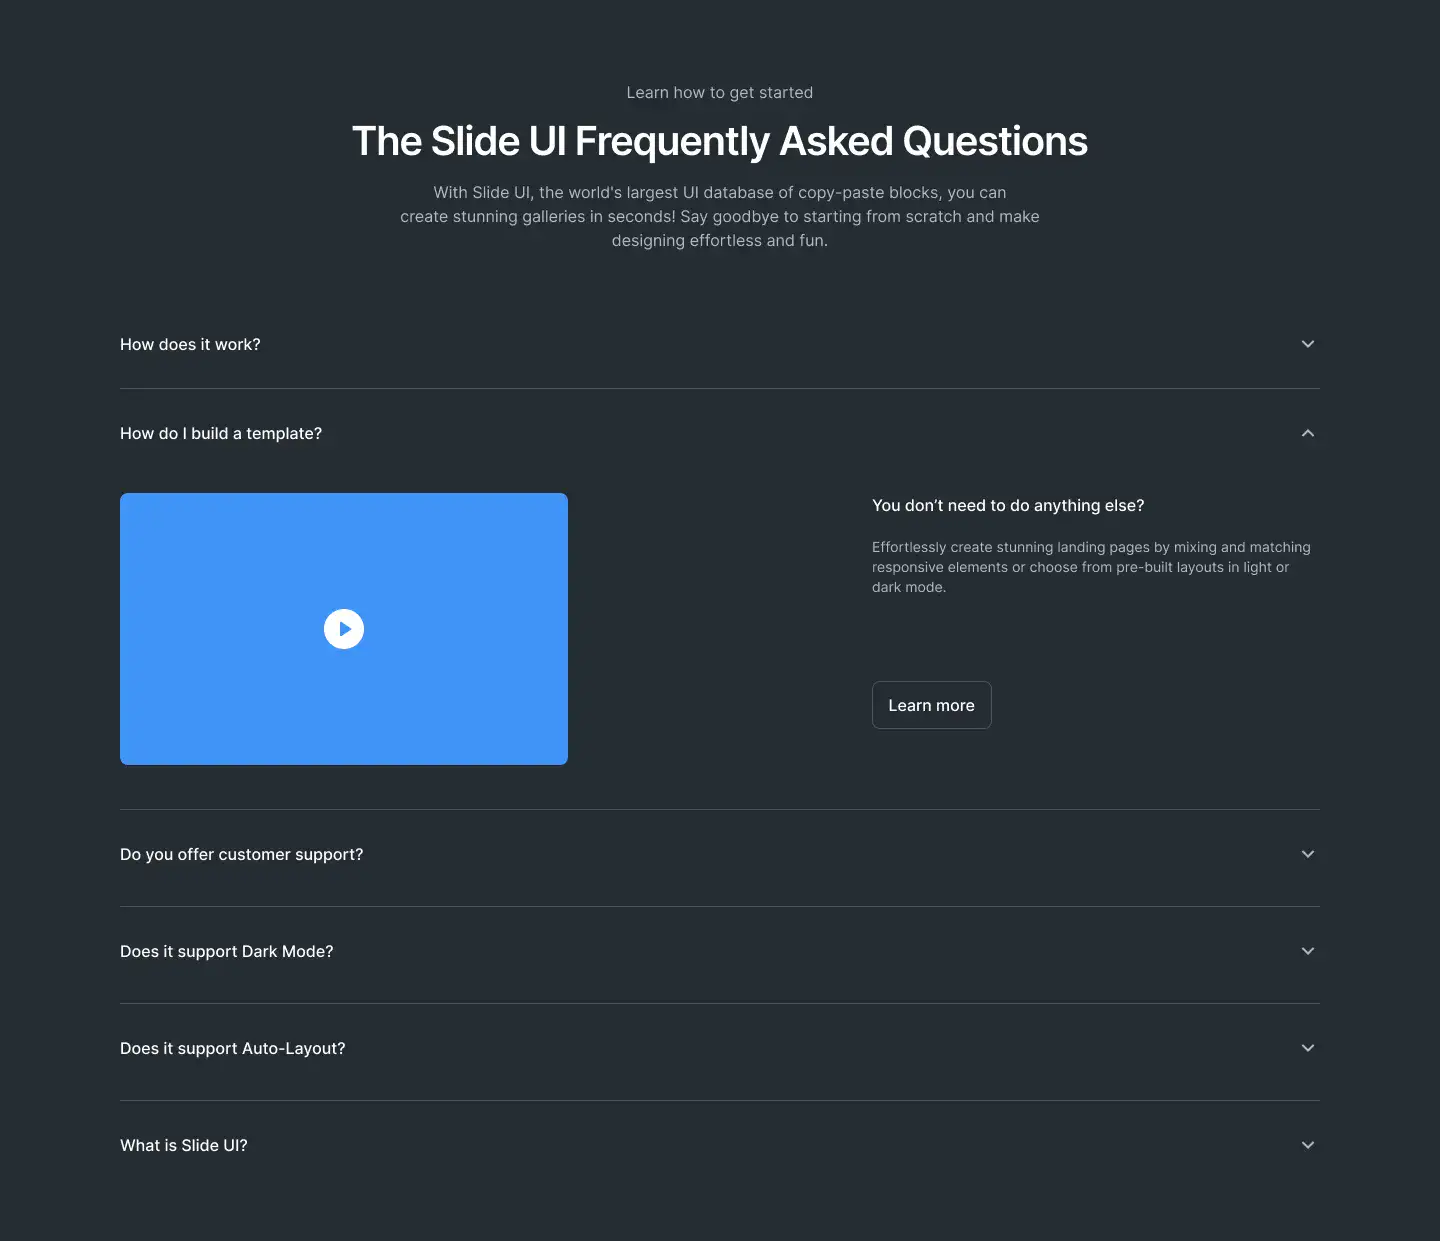 Learn how to get started
The Slide UI Frequently Asked Questions
With Slide UI, the world's largest UI database of copy-paste blocks, you can
create stunning galleries in seconds! Say goodbye to starting from scratch and make
designing effortless and fun.
How does it work?
How do I build a template?
You don’t need to do anything else?
Effortlessly create stunning landing pages by mixing and matching
responsive elements or choose from pre-built layouts in light or
dark mode.
Learn more
Do you offer customer support?
Does it support Dark Mode?
Does it support Auto-Layout?
What is Slide UI?